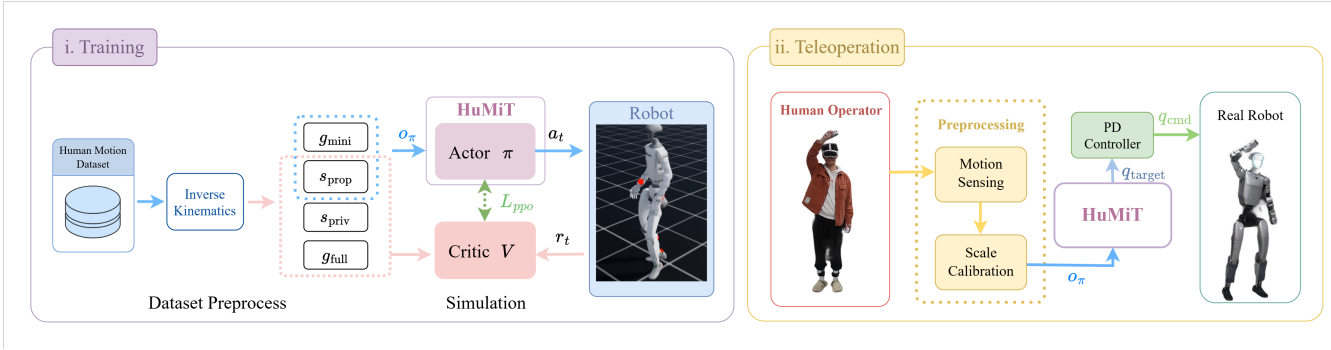 i. Training
Human Motion
Dataset
Inverse
Kinematics
g_mini
s_prop
s_priv
g_full
Dataset Preprocess
o_π
HuMiT
Actor π
L_ppo
Critic V
Simulation
a_t
r_t
Robot
ii. Teleoperation
Human Operator
Preprocessing
Motion
Sensing
Scale
Calibration
o_π
PD
Controller
q_target
HuMiT
q_cmd
Real Robot